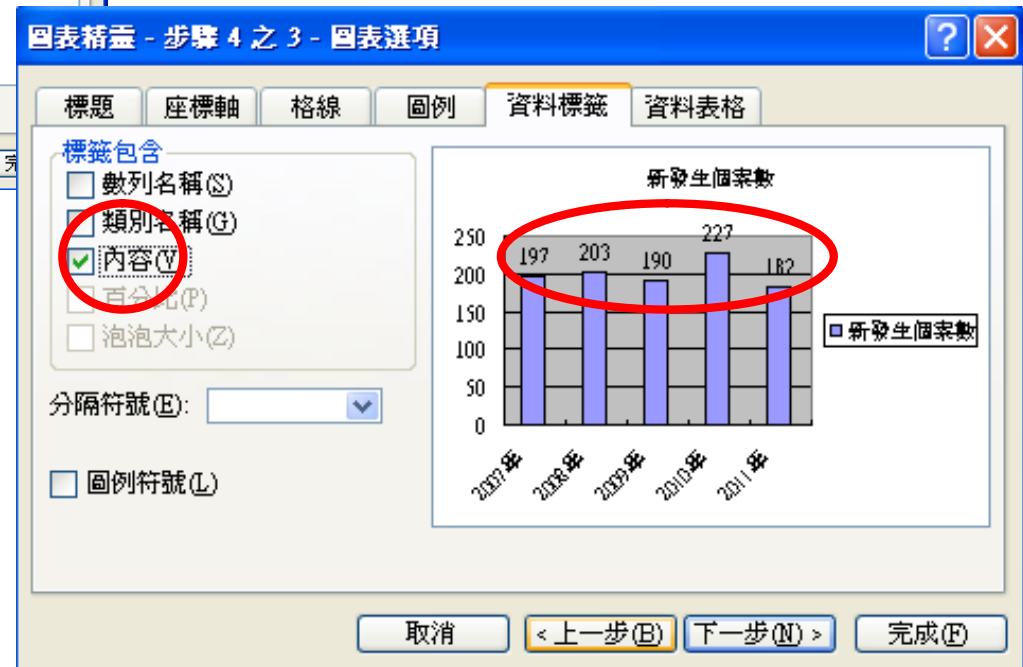 圖表精靈 - 步驟 4 之 3 - 圖表選項
標題 座標軸 格線 圖例 資料標籤 資料表格
標籤包含
數列名稱(S)
類別名稱(G)
內容(V)
百分比(P)
泡泡大小(Z)
分隔符號(E):
圖例符號(L)
新發生個案數
250
200
150
100
50
0
197 203 190 227 182
2007年 2008年 2009年 2010年 2011年
新發生個案數
取消 <上一步(B) 下一步(N)> 完成(F)